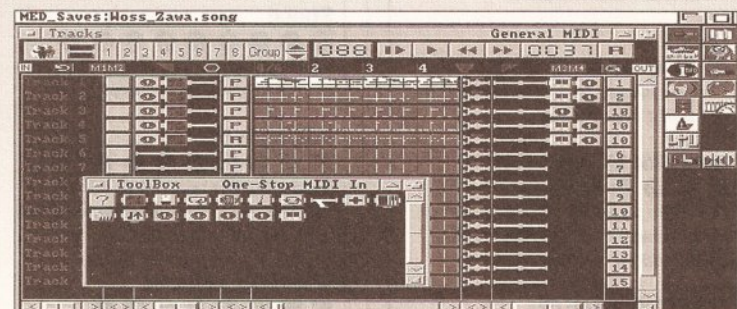 MED_Saves:Woss_Zawa.song
Tracks General MIDI
1 2 3 4 5 6 7 8 Group 088 0037 R
IN M1M2 2 3 4 M3M4 OUT
P 1
Track 2 P 2
Track 3 P 10
Track 4 P 10
Track 5 R 10
Track 6 P 6
Track 7 P 7
ToolBox One-Stop MIDI In
8
9
10
11
12
13
14
15